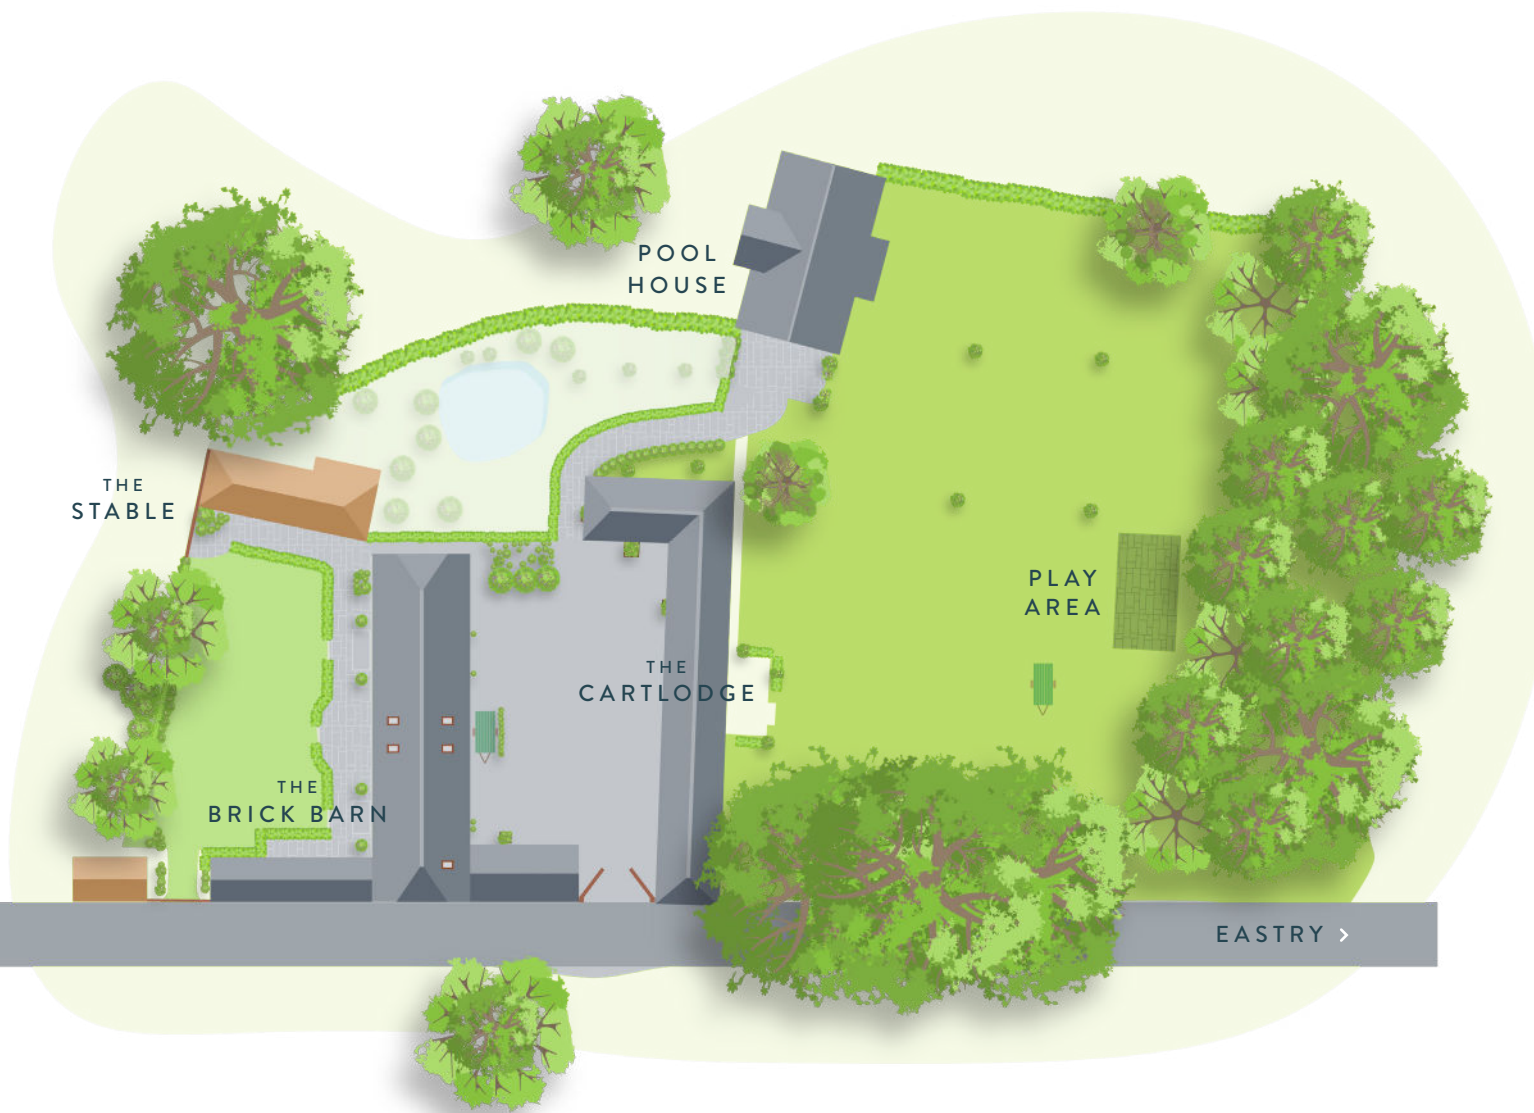 POOL
HOUSE
THE
STABLE
PLAY
AREA
THE
CARTLODGE
THE
BRICK BARN
EASTRY >